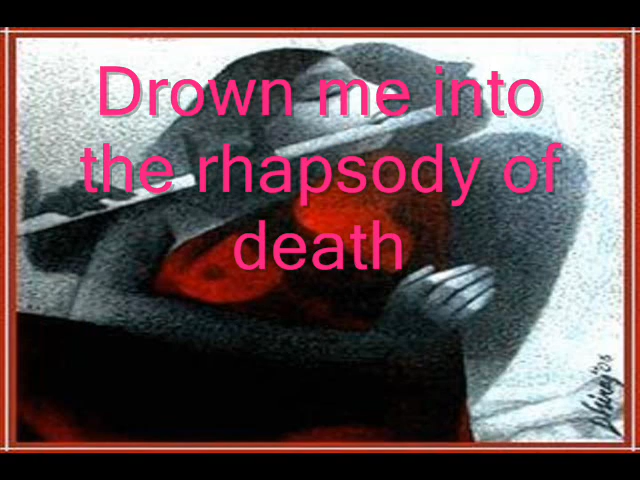 Drown me into
the rhapsody of
death